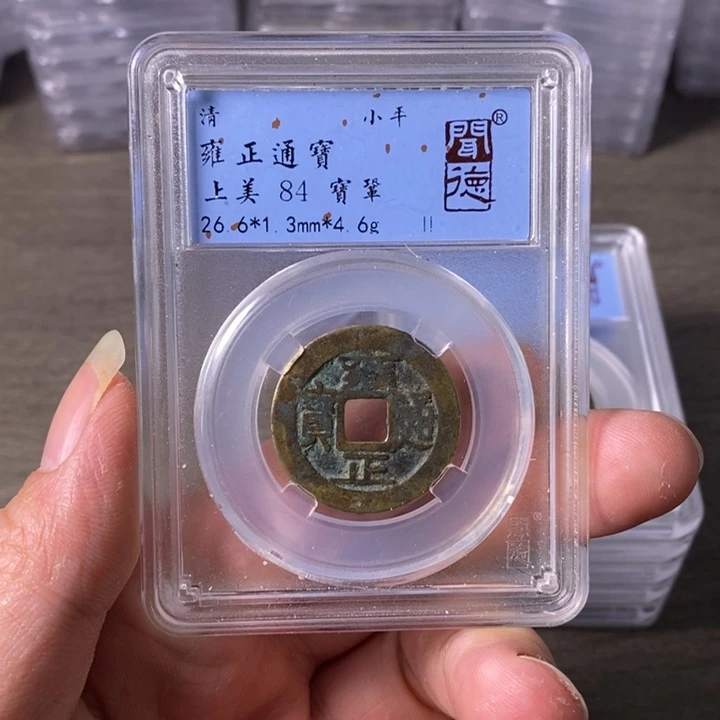 清 小平
雍正通寶
上美 84 寶鞏
26.6*1.3mm*4.6g !!
聞德®
雍正通寶